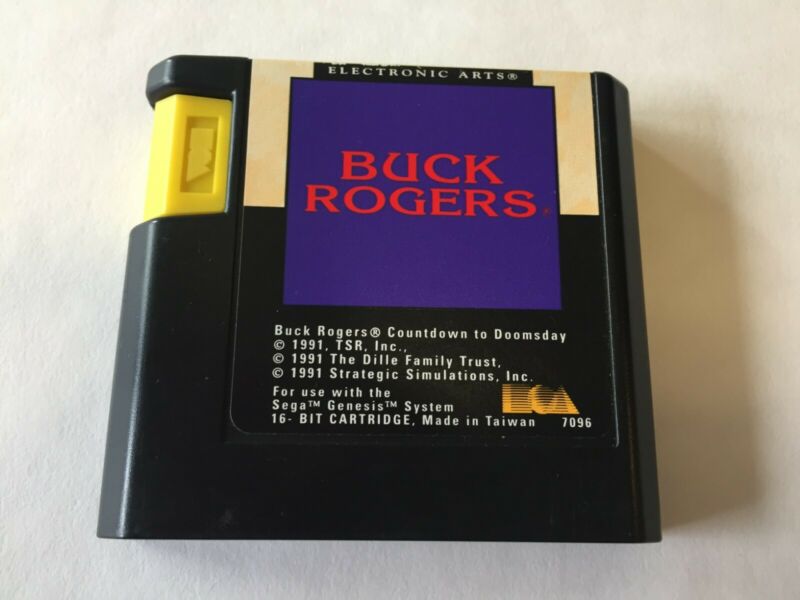 ELECTRONIC ARTS®
BUCK
ROGERS®
Buck Rogers® Countdown to Doomsday
© 1991, TSR, Inc.,
© 1991 The Dille Family Trust,
© 1991 Strategic Simulations, Inc.
For use with the
Sega™ Genesis™ System
16- BIT CARTRIDGE, Made in Taiwan 7096